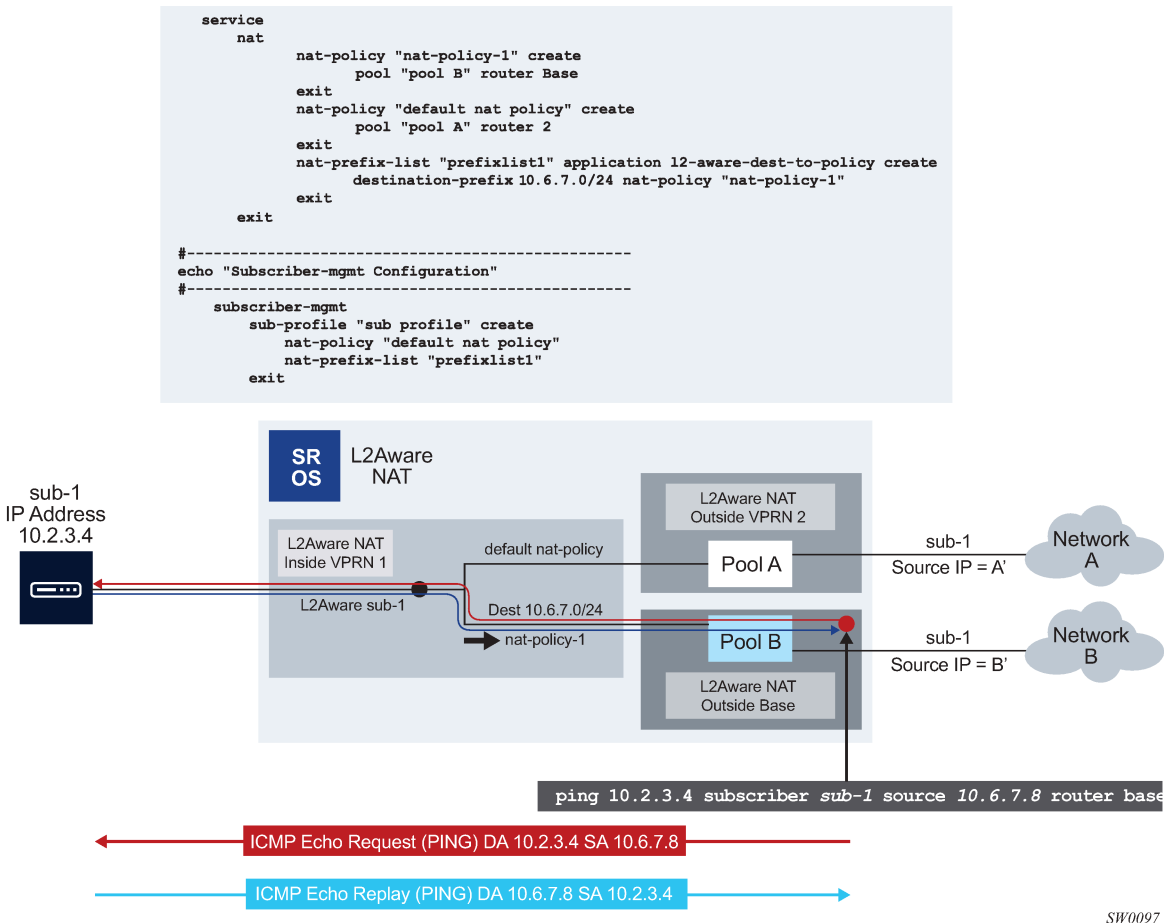 service
nat
nat-policy "nat-policy-1" create
pool "pool B" router Base
exit
nat-policy "default nat policy" create
pool "pool A" router 2
exit
nat-prefix-list "prefixlist1" application l2-aware-dest-to-policy create
destination-prefix 10.6.7.0/24 nat-policy "nat-policy-1"
exit
exit
#--------------------------------------------------
echo "Subscriber-mgmt Configuration"
#--------------------------------------------------
subscriber-mgmt
sub-profile "sub profile" create
nat-policy "default nat policy"
nat-prefix-list "prefixlist1"
exit
SR
OS
L2Aware
NAT
sub-1
IP Address
10.2.3.4
L2Aware NAT
Inside VPRN 1
L2Aware sub-1
default nat-policy
Dest 10.6.7.0/24
nat-policy-1
L2Aware NAT
Outside VPRN 2
Pool A
Pool B
L2Aware NAT
Outside Base
sub-1
Source IP = A'
Network
A
sub-1
Source IP = B'
Network
B
ping 10.2.3.4 subscriber sub-1 source 10.6.7.8 router base
ICMP Echo Request (PING) DA 10.2.3.4 SA 10.6.7.8
ICMP Echo Replay (PING) DA 10.6.7.8 SA 10.2.3.4
SW0097